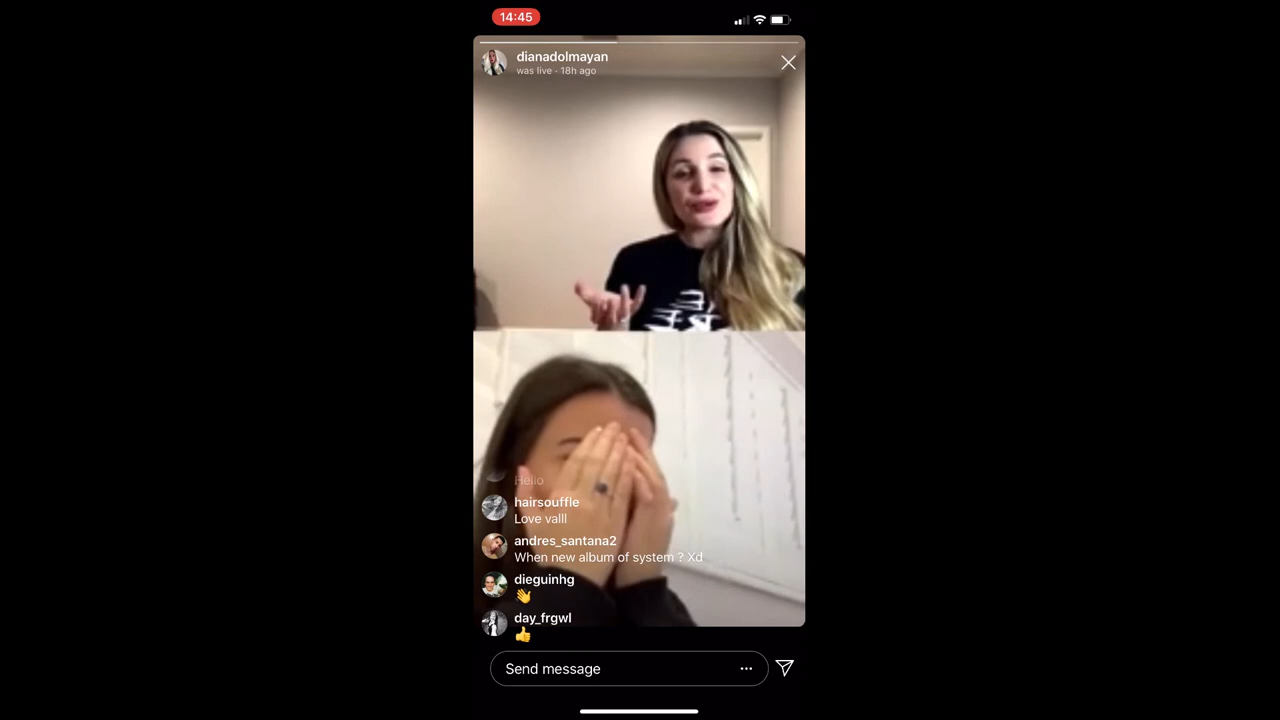 14:45
dianadolmayan
was live · 18h ago
Hello
hairsouffle
Love valll
andres_santana2
When new album of system ? Xd
dieguinhg
👋
day_frgwl
👍
Send message